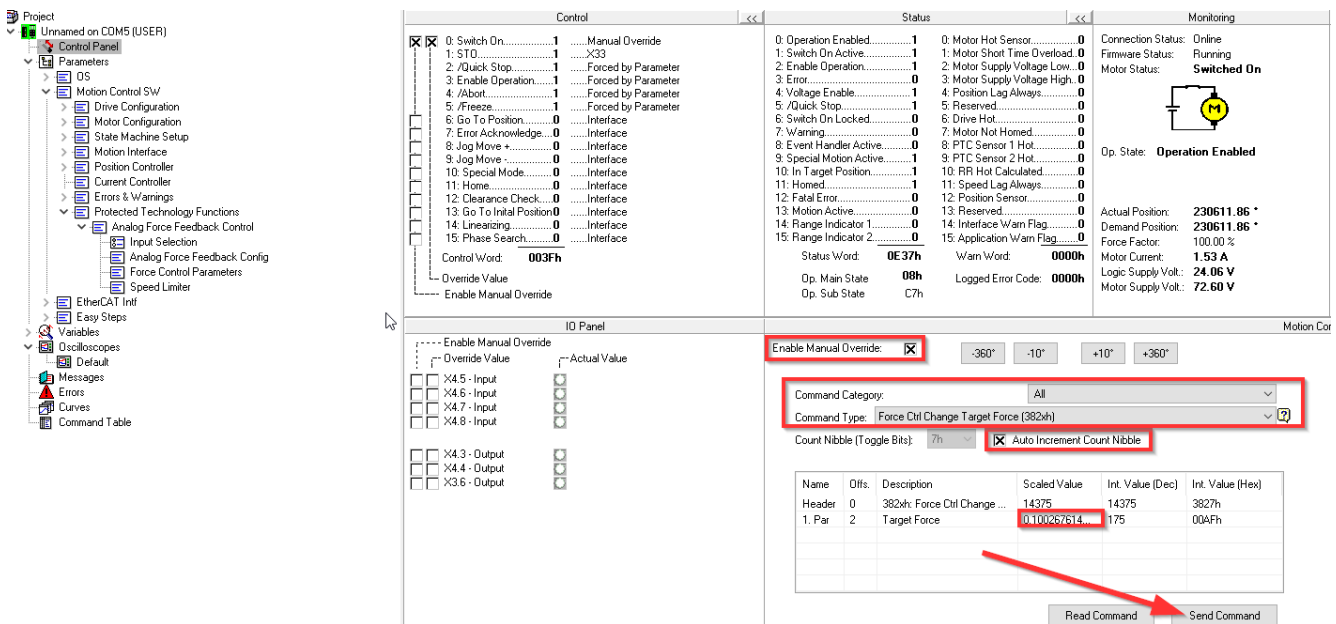 Project
Unnamed on COM5 (USER)
Control Panel
Parameters
OS
Motion Control SW
Drive Configuration
Motor Configuration
State Machine Setup
Motion Interface
Position Controller
Current Controller
Errors & Warnings
Protected Technology Functions
Analog Force Feedback Control
Input Selection
Analog Force Feedback Config
Force Control Parameters
Speed Limiter
EtherCAT Intf
Easy Steps
Variables
Oscilloscopes
Default
Messages
Errors
Curves
Command Table
Control <<
0: Switch On..................1 ......Manual Override
1: STO..........................1 ......X33
2: /Quick Stop...............1 ......Forced by Parameter
3: Enable Operation.......1 ......Forced by Parameter
4: /Abort.......................1 ......Forced by Parameter
5: /Freeze.....................1 ......Forced by Parameter
6: Go To Position...........0 ......Interface
7: Error Acknowledge....0 ......Interface
8: Jog Move +..............0 ......Interface
9: Jog Move -...............0 ......Interface
10: Special Mode..........0 ......Interface
11: Home......................0 ......Interface
12: Clearance Check.....0 ......Interface
13: Go To Inital Position0 ......Interface
14: Linearizing...............0 ......Interface
15: Phase Search..........0 ......Interface
Control Word: 003Fh
Override Value
Enable Manual Override
Status <<
0: Operation Enabled............1
1: Switch On Active..............1
2: Enable Operation..............1
3: Error.................................0
4: Voltage Enable.................1
5: /Quick Stop......................1
6: Switch On Locked.............0
7: Warning............................0
8: Event Handler Active.........0
9: Special Motion Active........1
10: In Target Position............1
11: Homed............................1
12: Fatal Error.......................0
13: Motion Active..................0
14: Range Indicator 1............0
15: Range Indicator 2............0
Status Word: 0E37h
Op. Main State 08h
Op. Sub State C7h
0: Motor Hot Sensor...............0
1: Motor Short Time Overload..0
2: Motor Supply Voltage Low...0
3: Motor Supply Voltage High..0
4: Position Lag Always............0
5: Reserved...........................0
6: Drive Hot...........................0
7: Motor Not Homed...............0
8: PTC Sensor 1 Hot...............0
9: PTC Sensor 2 Hot...............0
10: RR Hot Calculated.............0
11: Speed Lag Always.............0
12: Position Sensor.................0
13: Reserved.........................0
14: Interface Warn Flag...........0
15: Application Warn Flag.......0
Warn Word: 0000h
Logged Error Code: 0000h
Monitoring
Connection Status: Online
Firmware Status: Running
Motor Status: Switched On
M
Op. State: Operation Enabled
Actual Position: 230611.86 °
Demand Position: 230611.86 °
Force Factor: 100.00 %
Motor Current: 1.53 A
Logic Supply Volt.: 24.06 V
Motor Supply Volt.: 72.60 V
IO Panel
Enable Manual Override
Override Value Actual Value
X4.5 - Input
X4.6 - Input
X4.7 - Input
X4.8 - Input
X4.3 - Output
X4.4 - Output
X3.6 - Output
Motion Cor
Enable Manual Override: -360° -10° +10° +360°
Command Category: All
Command Type: Force Ctrl Change Target Force (382xh)
Count Nibble (Toggle Bits): 7h Auto Increment Count Nibble
Name Offs. Description Scaled Value Int. Value (Dec) Int. Value (Hex)
Header 0 382xh: Force Ctrl Change ... 14375 14375 3827h
1. Par 2 Target Force 0.100267614... 175 00AFh
Read Command Send Command